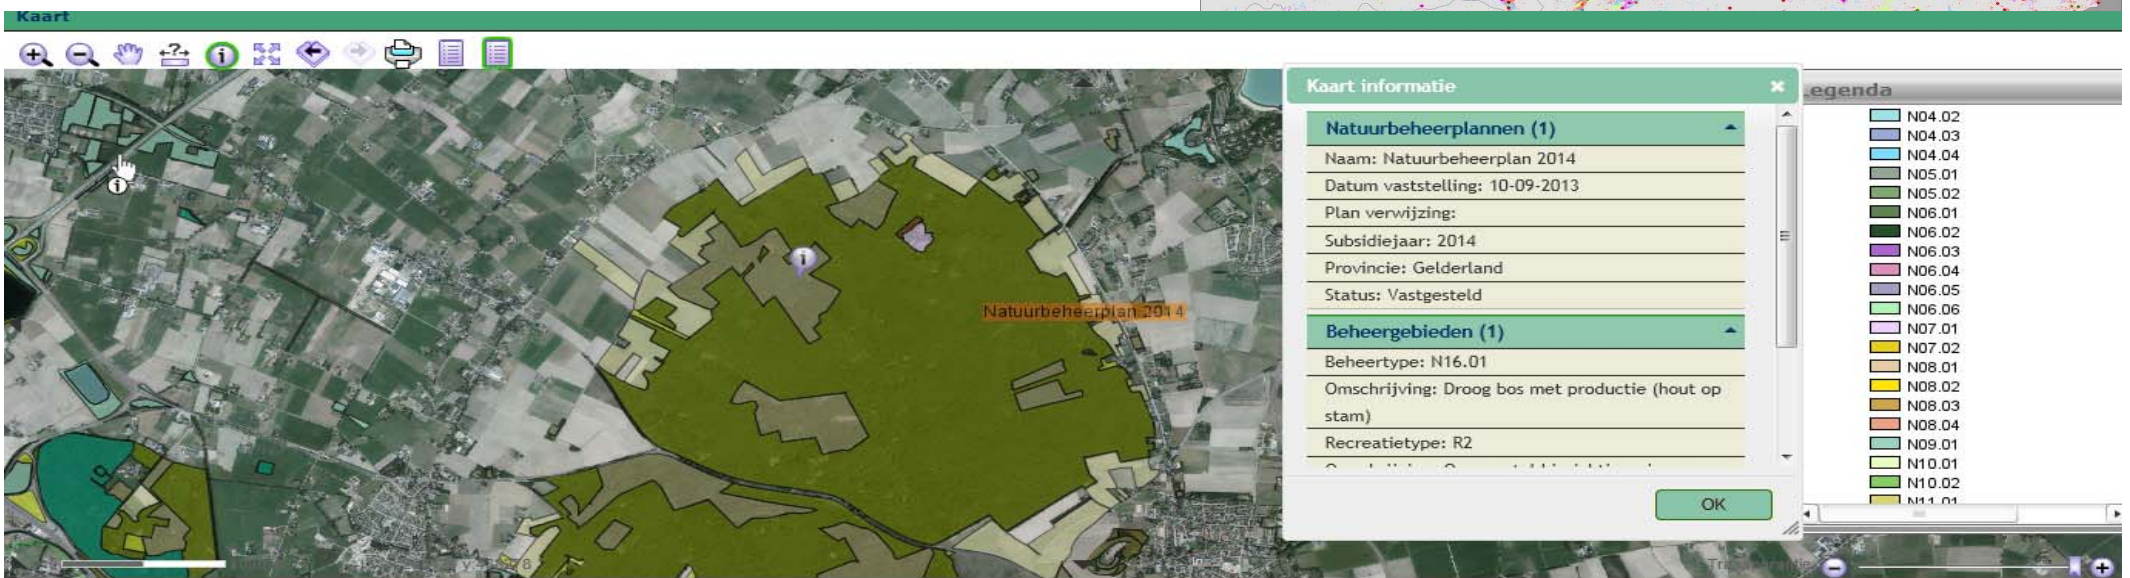 Kaart
Kaart informatie
Natuurbeheerplannen (1)
Naam: Natuurbeheerplan 2014
Datum vaststelling: 10-09-2013
Plan verwijzing:
Subsidiejaar: 2014
Provincie: Gelderland
Status: Vastgesteld
Beheergebieden (1)
Beheertype: N16.01
Omschrijving: Droog bos met productie (hout op
stam)
Recreatietype: R2
OK
Natuurbeheerplan 2014
egenda
N04.02
N04.03
N04.04
N05.01
N05.02
N06.01
N06.02
N06.03
N06.04
N06.05
N06.06
N07.01
N07.02
N08.01
N08.02
N08.03
N08.04
N09.01
N10.01
N10.02
N11.01